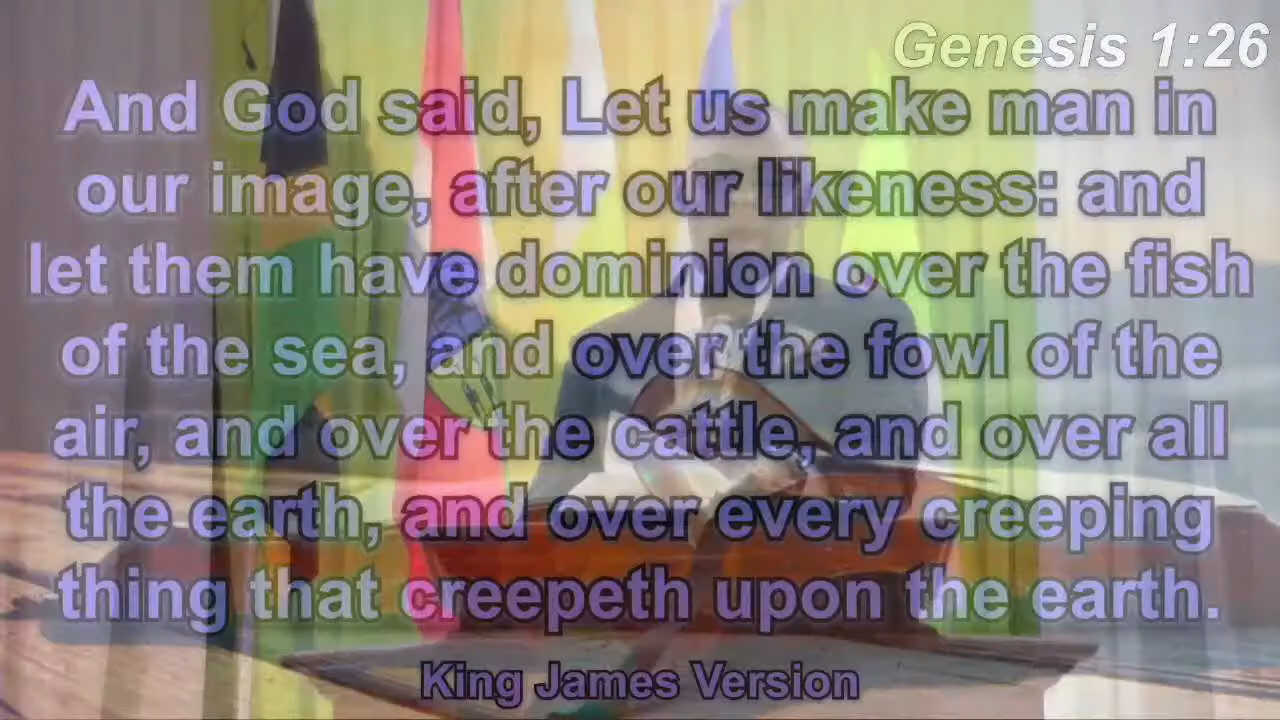 Genesis 1:26
And God said, Let us make man in
our image, after our likeness: and
let them have dominion over the fish
of the sea, and over the fowl of the
air, and over the cattle, and over all
the earth, and over every creeping
thing that creepeth upon the earth.
King James Version